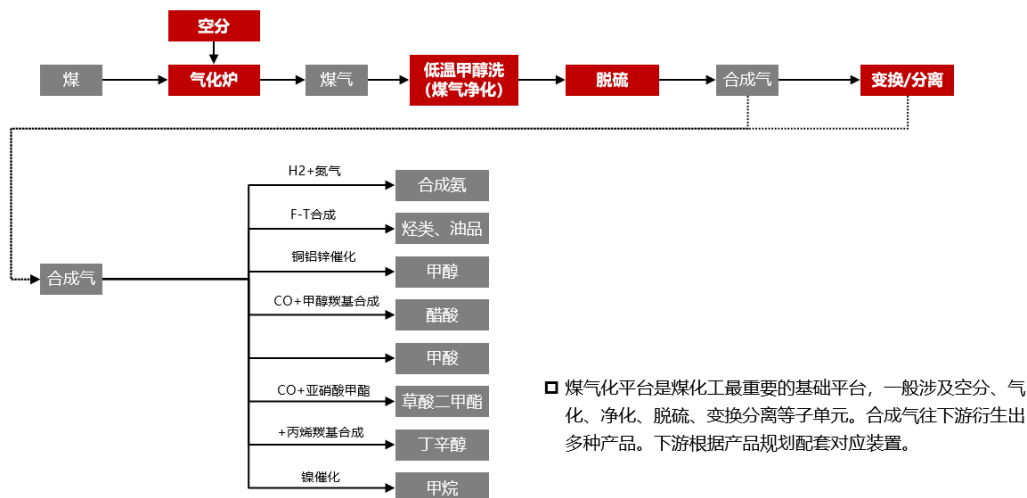 空分
煤
气化炉
煤气
低温甲醇洗
（煤气净化）
脱硫
合成气
变换/分离
H2+氮气
合成氨
F-T合成
烃类、油品
合成气
铜铝锌催化
甲醇
CO+甲醇羰基合成
醋酸
甲酸
CO+亚硝酸甲酯
草酸二甲酯
+丙烯羰基合成
丁辛醇
镍催化
甲烷
煤气化平台是煤化工最重要的基础平台，一般涉及空分、气
化、净化、脱硫、变换分离等子单元。合成气往下游衍生出
多种产品。下游根据产品规划配套对应装置。